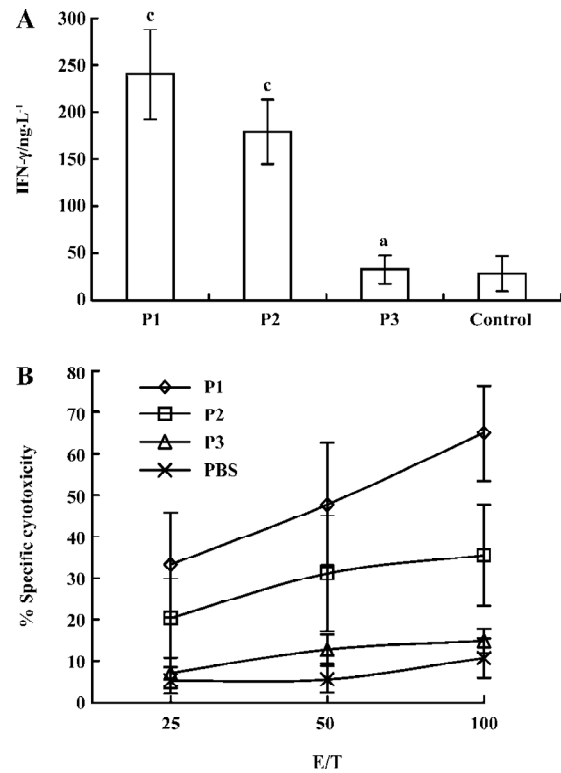 A
IFN-γ/ng·L⁻¹
300
250
200
150
100
50
0
c
c
a
P1 P2 P3 Control
B
% Specific cytotoxicity
80
70
60
50
40
30
20
10
0
P1
P2
P3
PBS
25 50 100
E/T